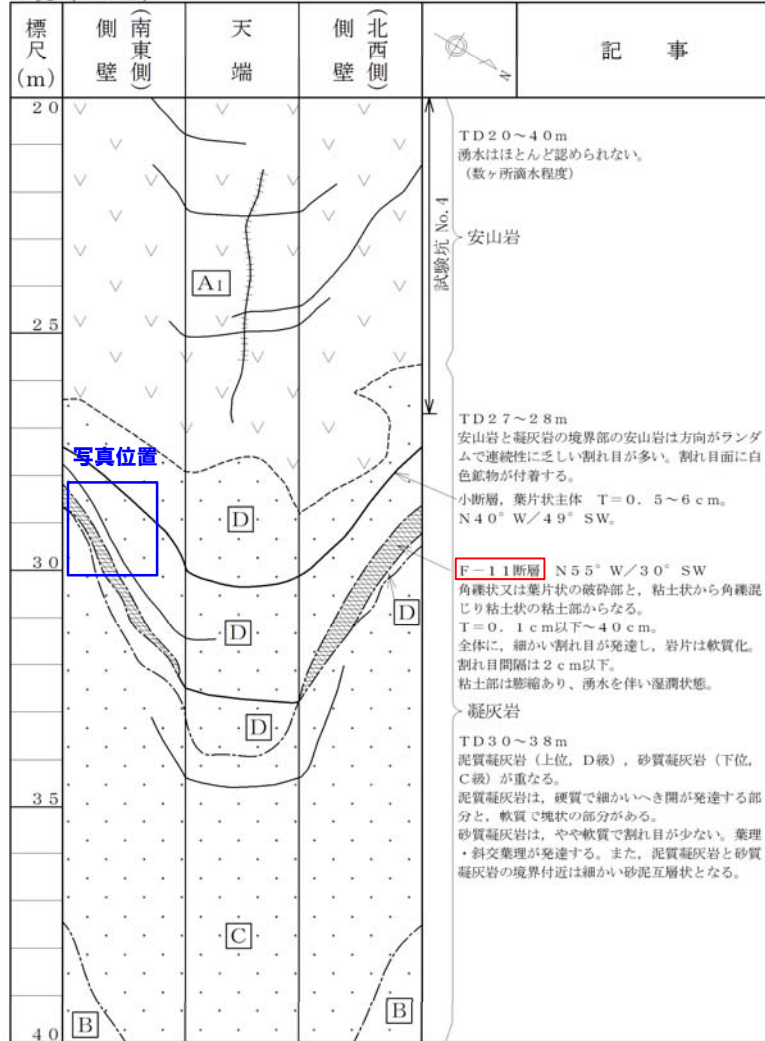 標尺(m)
側壁(南東側)
天端
側壁(北西側)
N
記事
20
25
30
35
40
写真位置
A1
D
D
D
D
C
B
B
試験坑 No.4
安山岩
凝灰岩
TD20~40m
湧水はほとんど認められない。
(数ヶ所滴水程度)
TD27~28m
安山岩と凝灰岩の境界部の安山岩は方向がランダ
ムで連続性に乏しい割れ目が多い。割れ目面に白
色鉱物が付着する。
小断層,葉片状主体 T=0.5~6cm。
N40°W/49°SW。
F-11断層 N55°W/30°SW
角礫状又は葉片状の破砕部と,粘土状から角礫混
じり粘土状の粘土部からなる。
T=0.1cm以下~40cm。
全体に,細かい割れ目が発達し,岩片は軟質化。
割れ目間隔は2cm以下。
粘土部は膨縮あり、湧水を伴い湿潤状態。
TD30~38m
泥質凝灰岩(上位,D級),砂質凝灰岩(下位,
C級)が重なる。
泥質凝灰岩は,硬質で細かいへき開が発達する部
分と,軟質で塊状の部分がある。
砂質凝灰岩は,やや軟質で割れ目が少ない。葉理
・斜交葉理が発達する。また,泥質凝灰岩と砂質
凝灰岩の境界付近は細かい砂泥互層状となる。